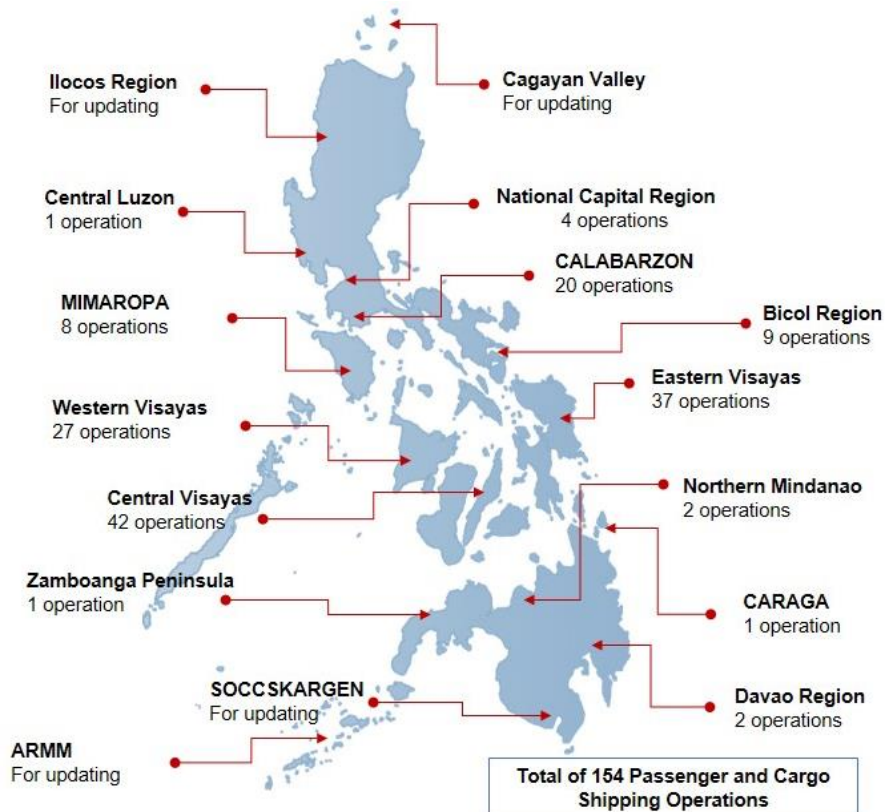 Ilocos Region
For updating
Cagayan Valley
For updating
Central Luzon
1 operation
National Capital Region
4 operations
CALABARZON
20 operations
MIMAROPA
8 operations
Bicol Region
9 operations
Eastern Visayas
37 operations
Western Visayas
27 operations
Northern Mindanao
2 operations
Central Visayas
42 operations
Zamboanga Peninsula
1 operation
CARAGA
1 operation
SOCCSKARGEN
For updating
Davao Region
2 operations
ARMM
For updating
Total of 154 Passenger and Cargo
Shipping Operations